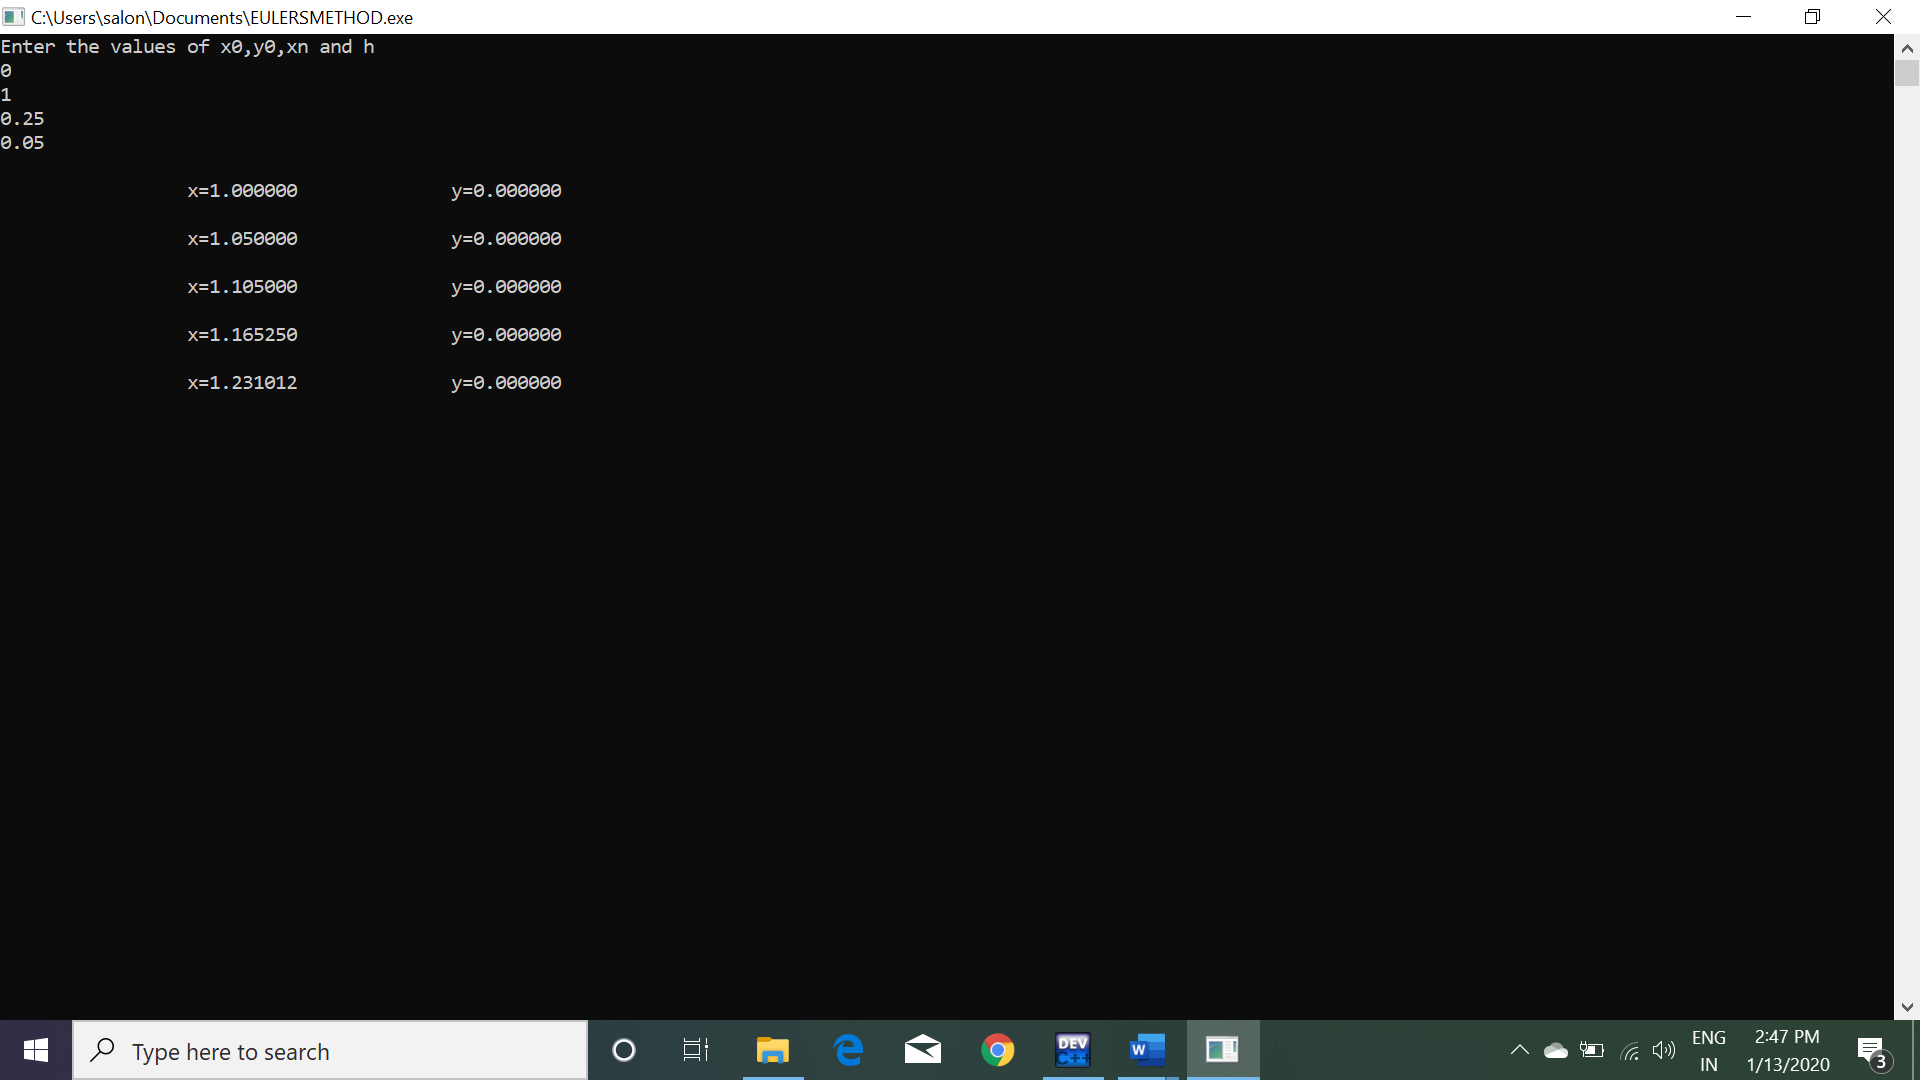 C:\Users\salon\Documents\EULERSMETHOD.exe
Enter the values of x0,y0,xn and h
0
1
0.25
0.05
x=1.000000 y=0.000000
x=1.050000 y=0.000000
x=1.105000 y=0.000000
x=1.165250 y=0.000000
x=1.231012 y=0.000000
Type here to search
DEV
C++
W
ENG
IN
2:47 PM
1/13/2020
3